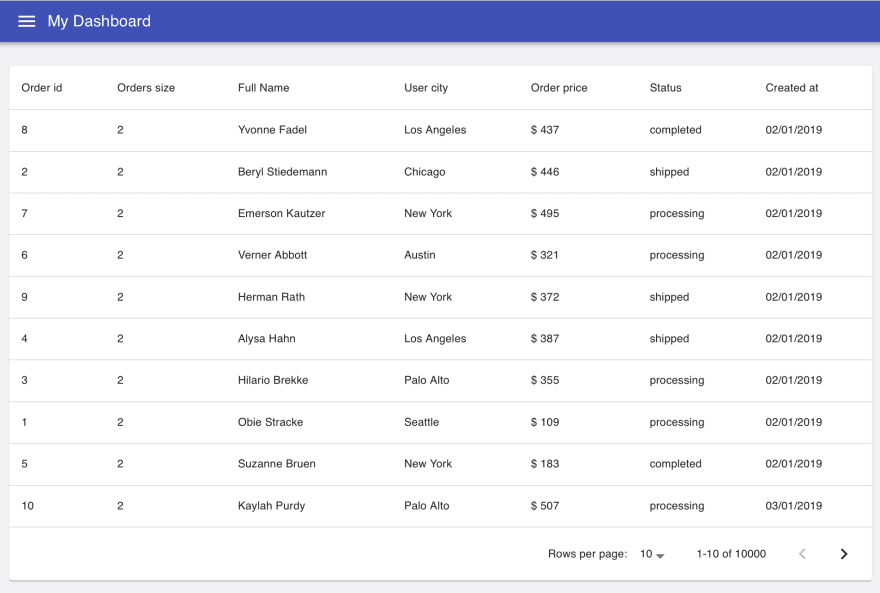 My Dashboard
Order id Orders size Full Name User city Order price Status Created at
8 2 Yvonne Fadel Los Angeles $ 437 completed 02/01/2019
2 2 Beryl Stiedemann Chicago $ 446 shipped 02/01/2019
7 2 Emerson Kautzer New York $ 495 processing 02/01/2019
6 2 Verner Abbott Austin $ 321 processing 02/01/2019
9 2 Herman Rath New York $ 372 shipped 02/01/2019
4 2 Alysa Hahn Los Angeles $ 387 shipped 02/01/2019
3 2 Hilario Brekke Palo Alto $ 355 processing 02/01/2019
1 2 Obie Stracke Seattle $ 109 processing 02/01/2019
5 2 Suzanne Bruen New York $ 183 completed 02/01/2019
10 2 Kaylah Purdy Palo Alto $ 507 processing 03/01/2019
Rows per page: 10 1-10 of 10000